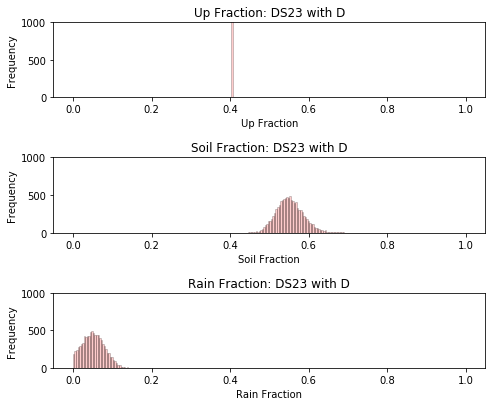 Up Fraction: DS23 with D
1000
500
0
Frequency
0.0 0.2 0.4 0.6 0.8 1.0
Up Fraction
Soil Fraction: DS23 with D
1000
500
0
Frequency
0.0 0.2 0.4 0.6 0.8 1.0
Soil Fraction
Rain Fraction: DS23 with D
1000
500
0
Frequency
0.0 0.2 0.4 0.6 0.8 1.0
Rain Fraction